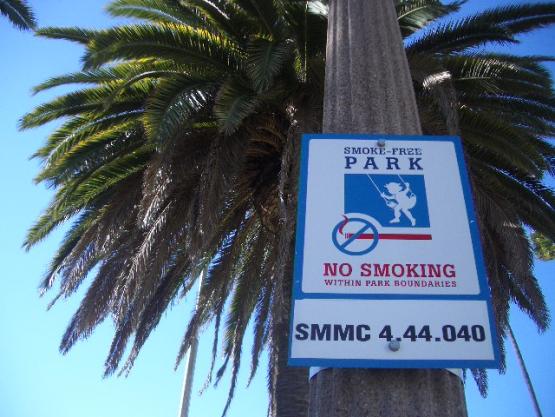 SMOKE-FREE
PARK
NO SMOKING
WITHIN PARK BOUNDARIES
SMMC 4.44.040